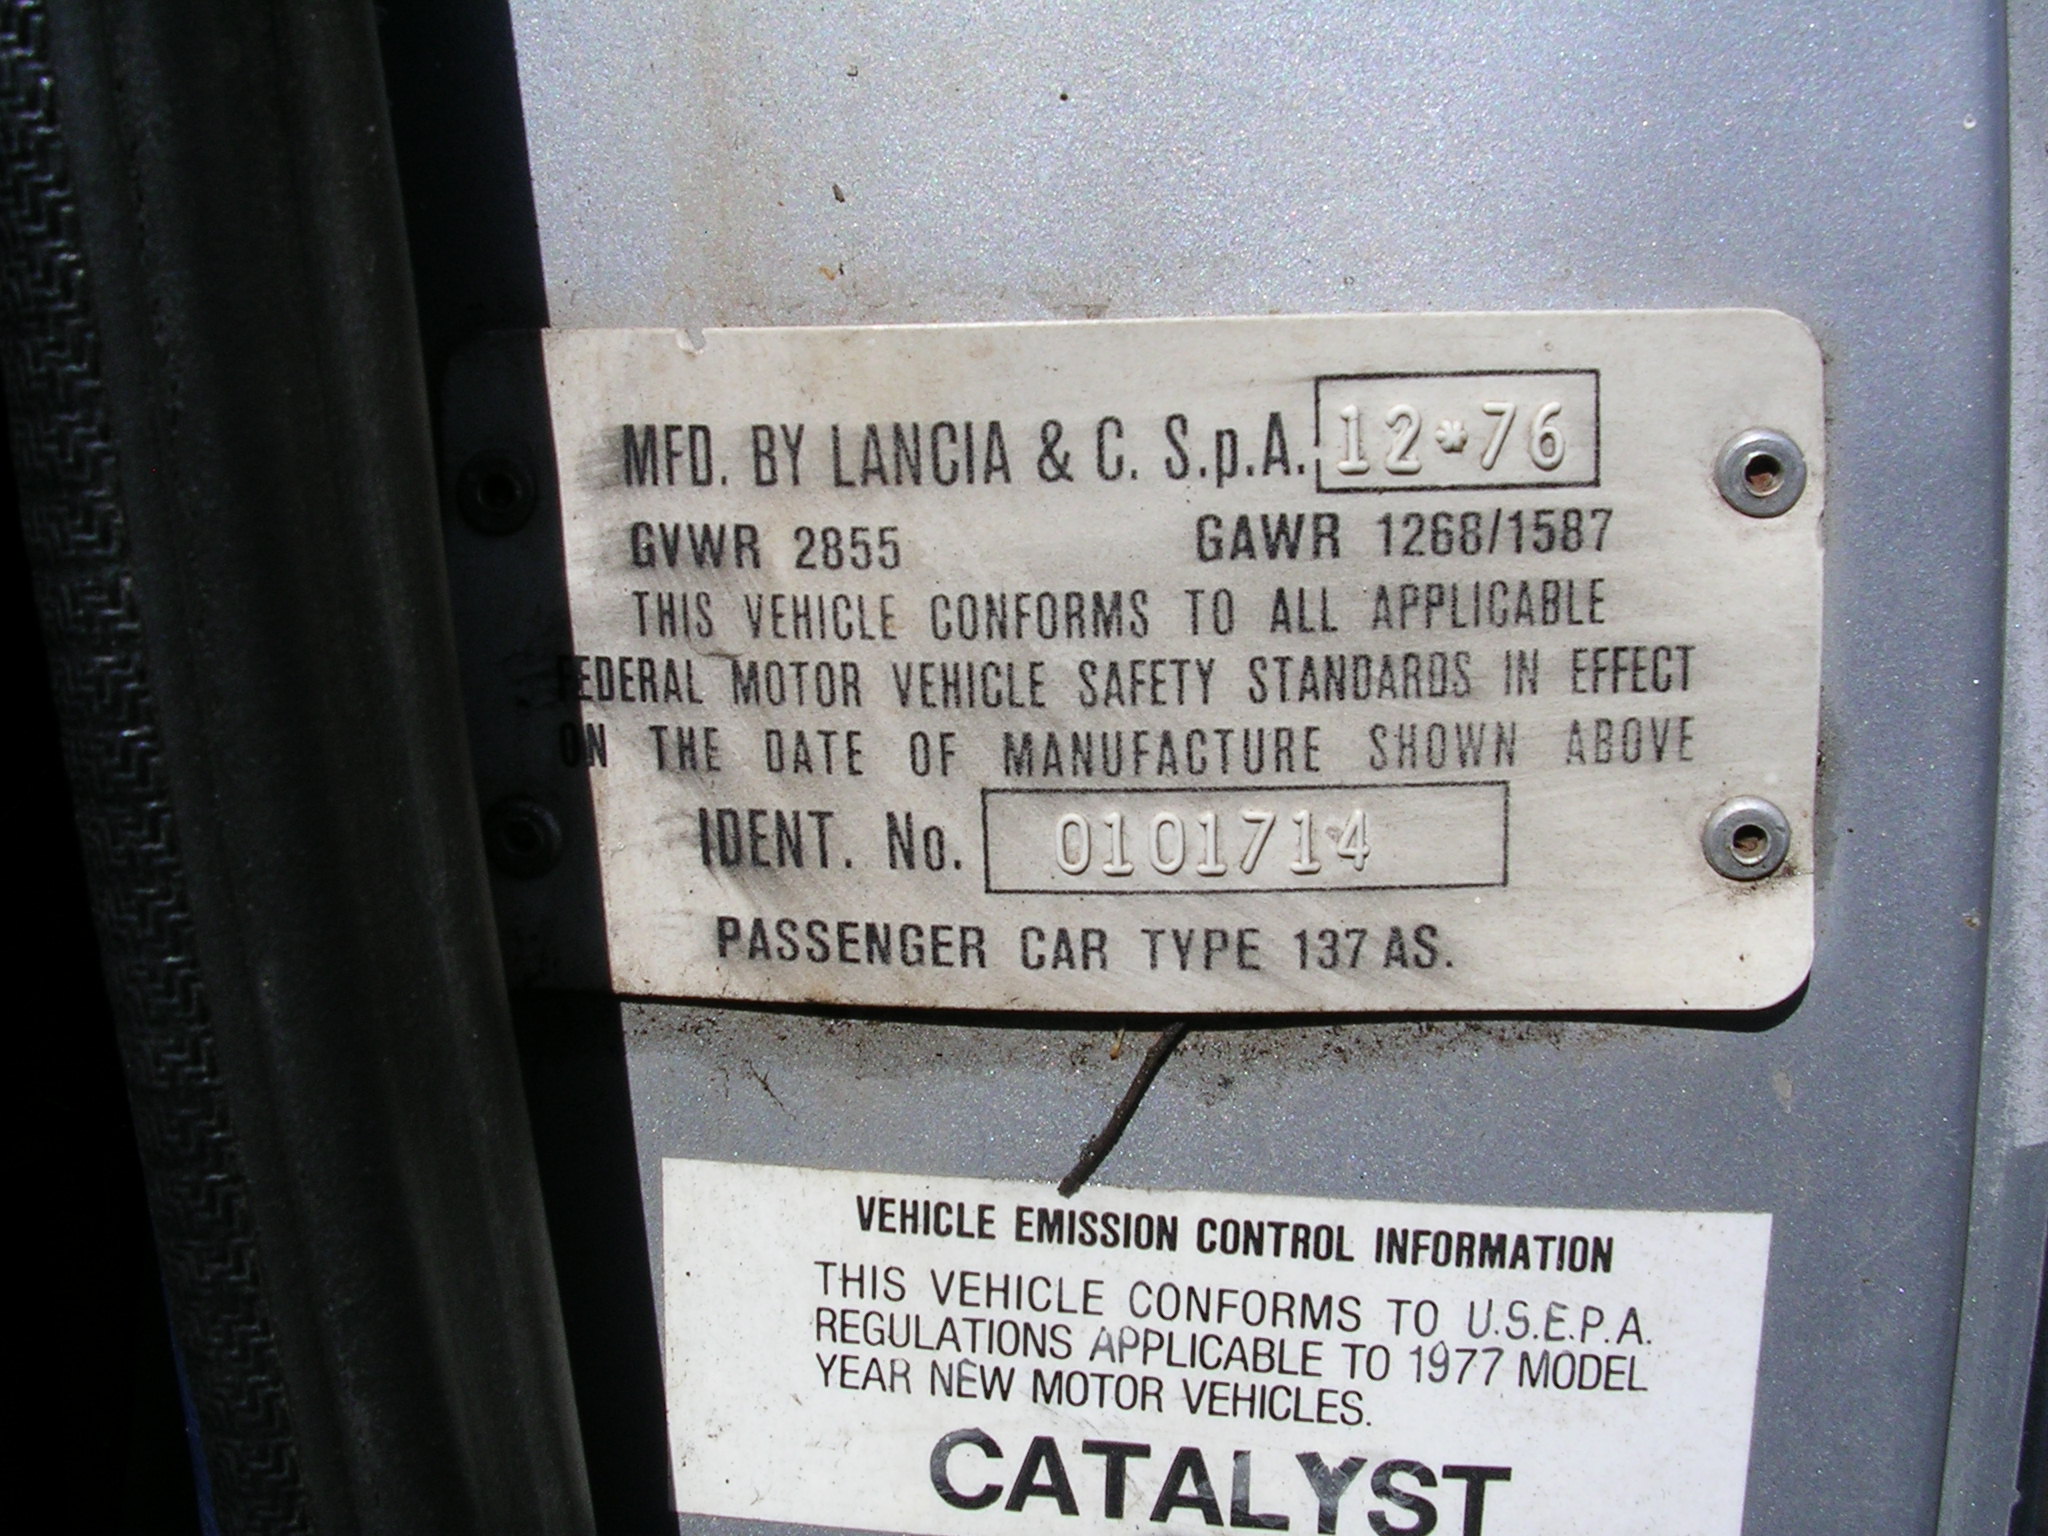 MFD. BY LANCIA & C. S.p.A. 12*76
GVWR 2855 GAWR 1268/1587
THIS VEHICLE CONFORMS TO ALL APPLICABLE
FEDERAL MOTOR VEHICLE SAFETY STANDARDS IN EFFECT
ON THE DATE OF MANUFACTURE SHOWN ABOVE
IDENT. No. 0101714
PASSENGER CAR TYPE 137 AS.
VEHICLE EMISSION CONTROL INFORMATION
THIS VEHICLE CONFORMS TO U.S.E.P.A.
REGULATIONS APPLICABLE TO 1977 MODEL
YEAR NEW MOTOR VEHICLES.
CATALYST